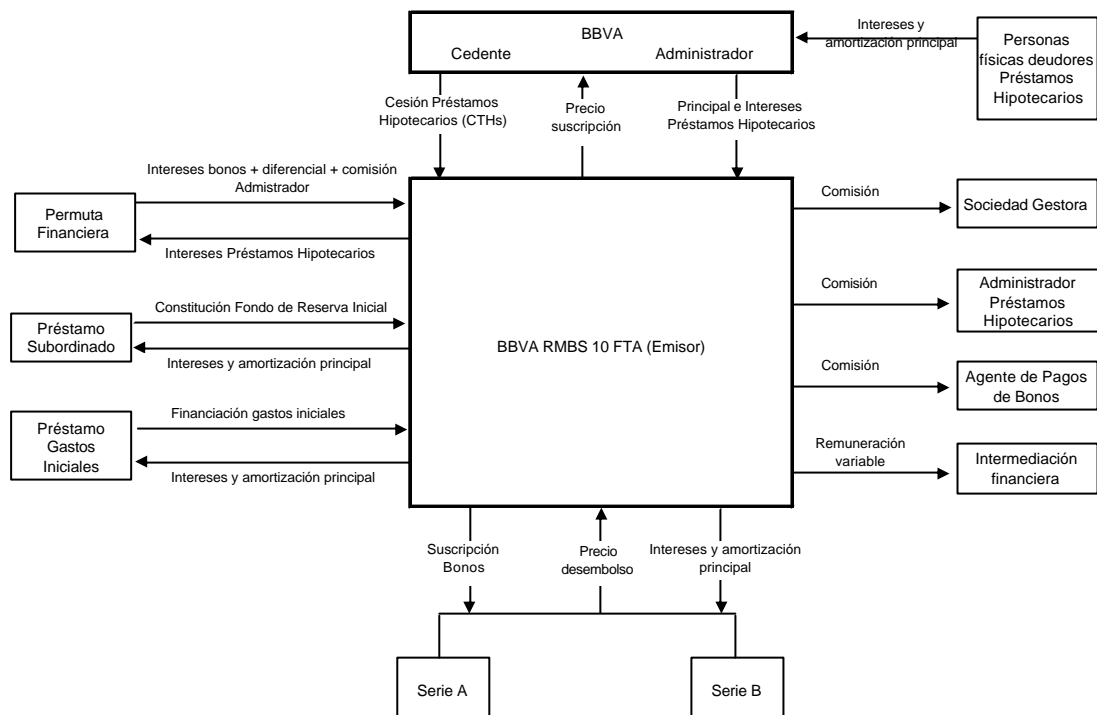 BBVA
Cedente
Administrador
Intereses y
amortización principal
Personas
físicas deudores
Préstamos
Hipotecarios
Cesión Préstamos
Hipotecarios (CTHs)
Precio
suscripción
Principal e Intereses
Préstamos Hipotecarios
Intereses bonos + diferencial + comisión
Admistrador
Permuta
Financiera
Intereses Préstamos Hipotecarios
Constitución Fondo de Reserva Inicial
Préstamo
Subordinado
Intereses y amortización principal
Financiación gastos iniciales
Préstamo
Gastos
Iniciales
Intereses y amortización principal
BBVA RMBS 10 FTA (Emisor)
Comisión
Sociedad Gestora
Comisión
Administrador
Préstamos
Hipotecarios
Comisión
Agente de Pagos
de Bonos
Remuneración
variable
Intermediación
financiera
Suscripción
Bonos
Precio
desembolso
Intereses y amortización
principal
Serie A
Serie B